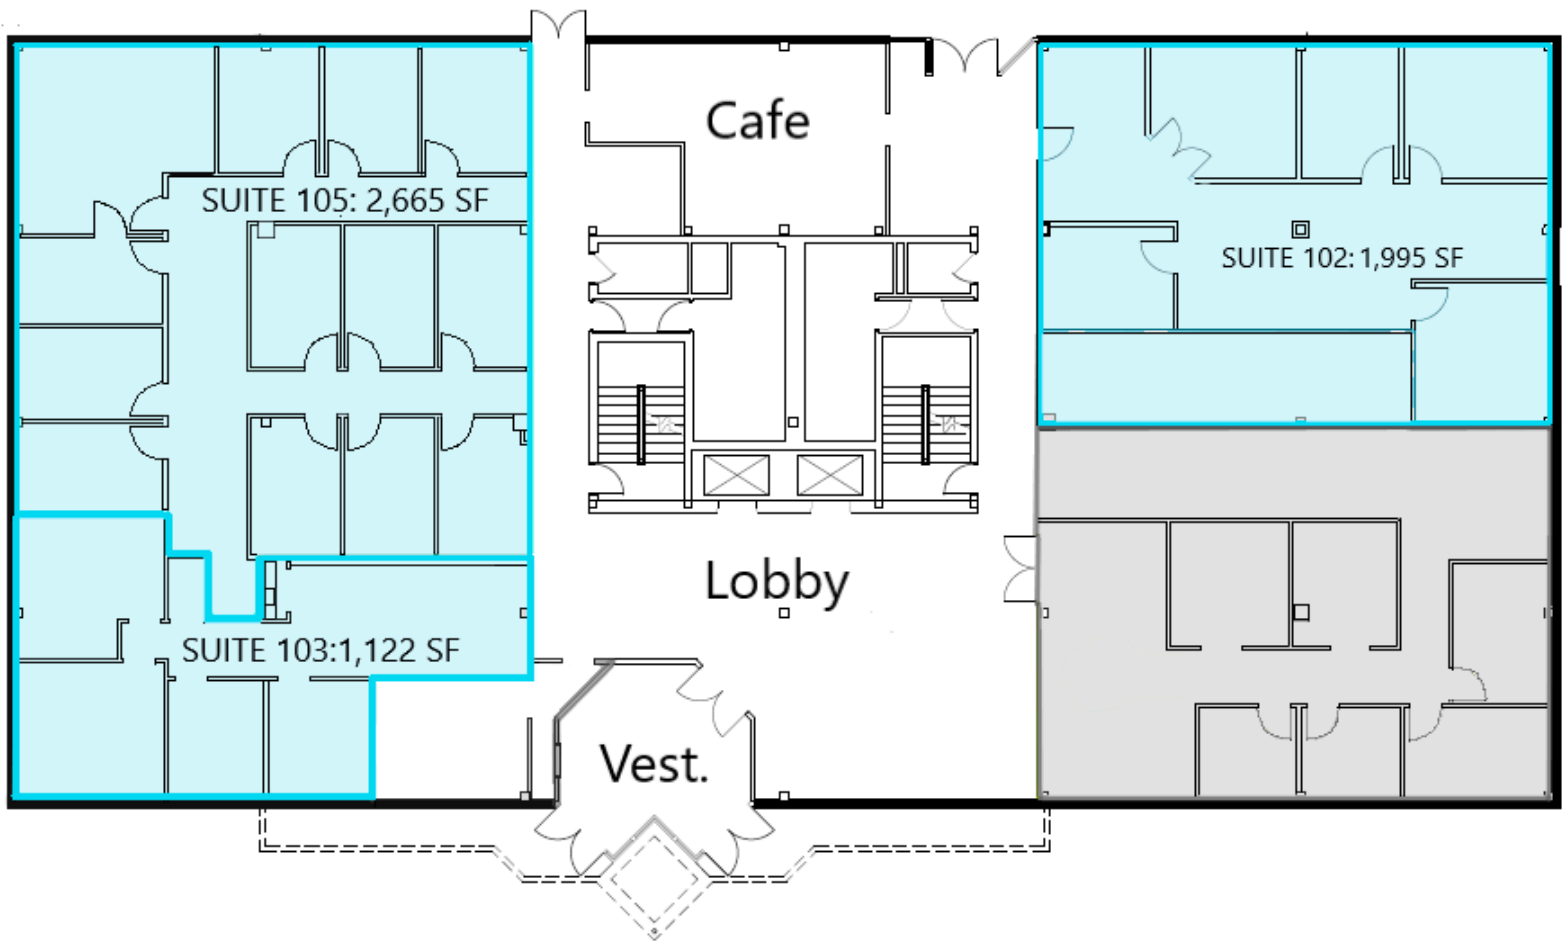 Cafe
SUITE 105: 2,665 SF
SUITE 102: 1,995 SF
Lobby
SUITE 103:1,122 SF
Vest.